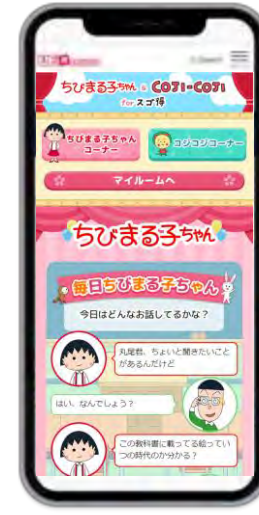 ちびまる子ちゃん & COJI-COJI
for スゴ得
ちびまる子ちゃん
コーナー
コジコジコーナー
マイルームへ
ちびまる子ちゃん
毎日ちびまる子ちゃん
今日はどんなお話してるかな？
丸尾君、ちょいと聞きたいこと
があるんだけど
はい、なんでしょう？
この教科書に載ってる絵ってい
つの時代のか分かる？